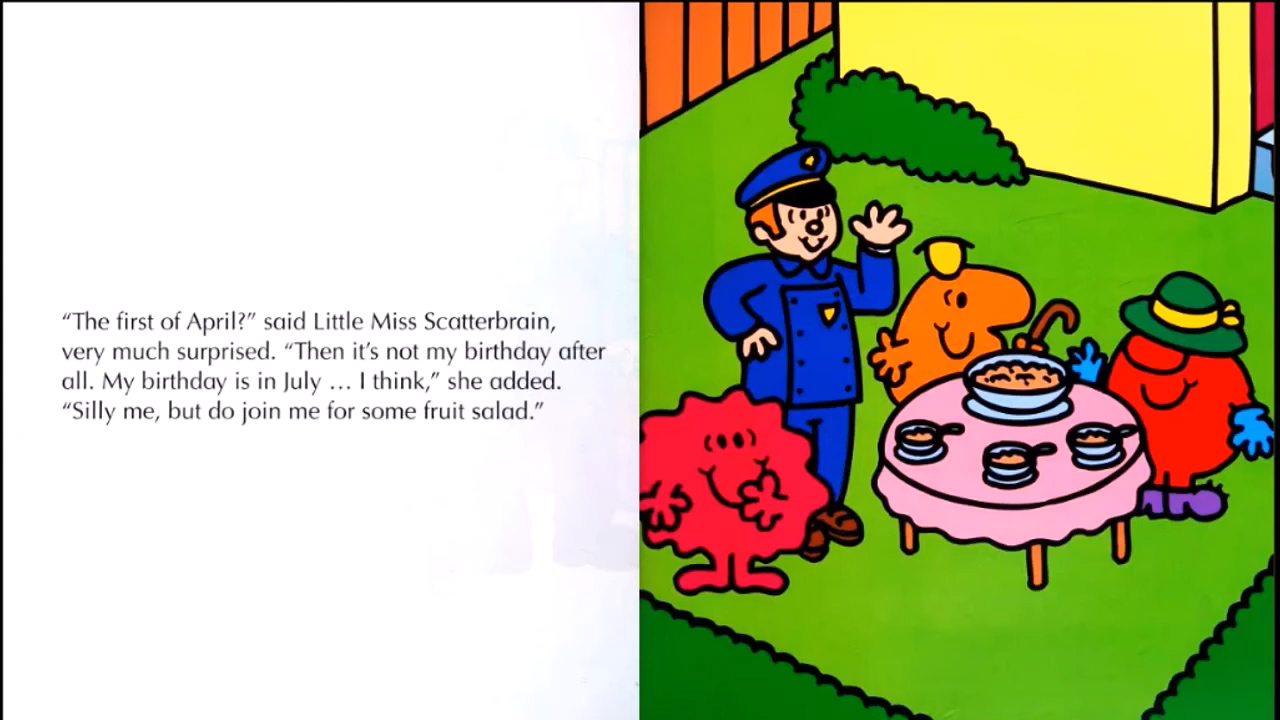 “The first of April?” said Little Miss Scatterbrain,
very much surprised. “Then it’s not my birthday after
all. My birthday is in July … I think,” she added.
“Silly me, but do join me for some fruit salad.”